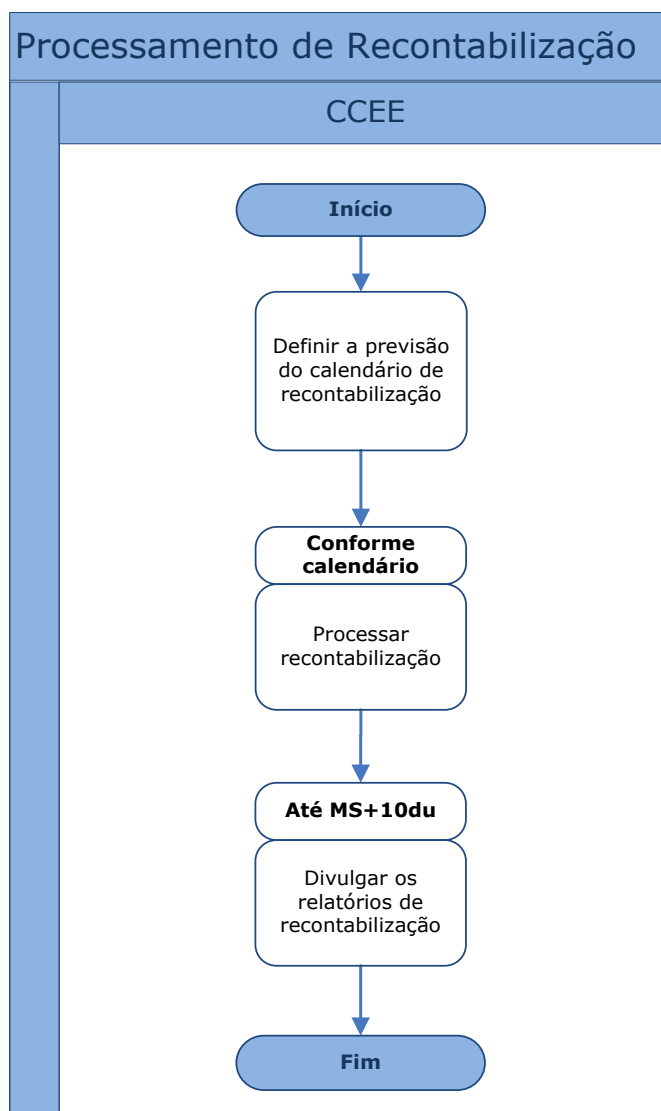 Processamento de Recontabilização
CCEE
Início
Definir a previsão
do calendário de
recontabilização
Conforme
calendário
Processar
recontabilização
Até MS+10du
Divulgar os
relatórios de
recontabilização
Fim